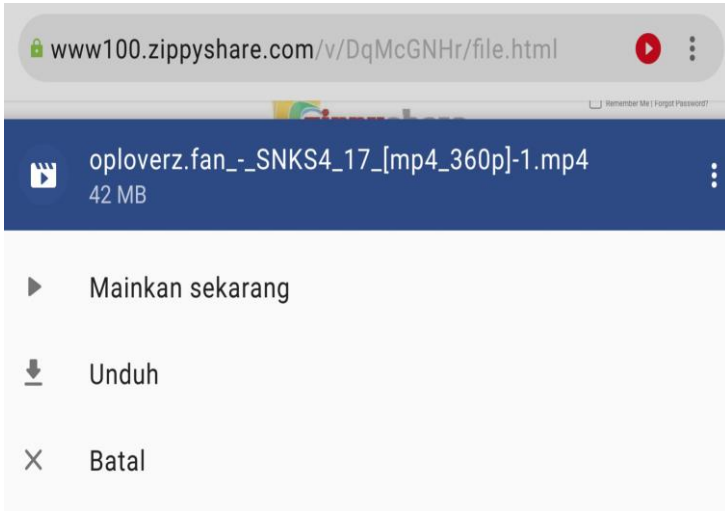 www100.zippyshare.com/v/DqMcGNHr/file.html
Remember Me | Forgot Password?
oploverz.fan_-_SNKS4_17_[mp4_360p]-1.mp4
42 MB
Mainkan sekarang
Unduh
Batal